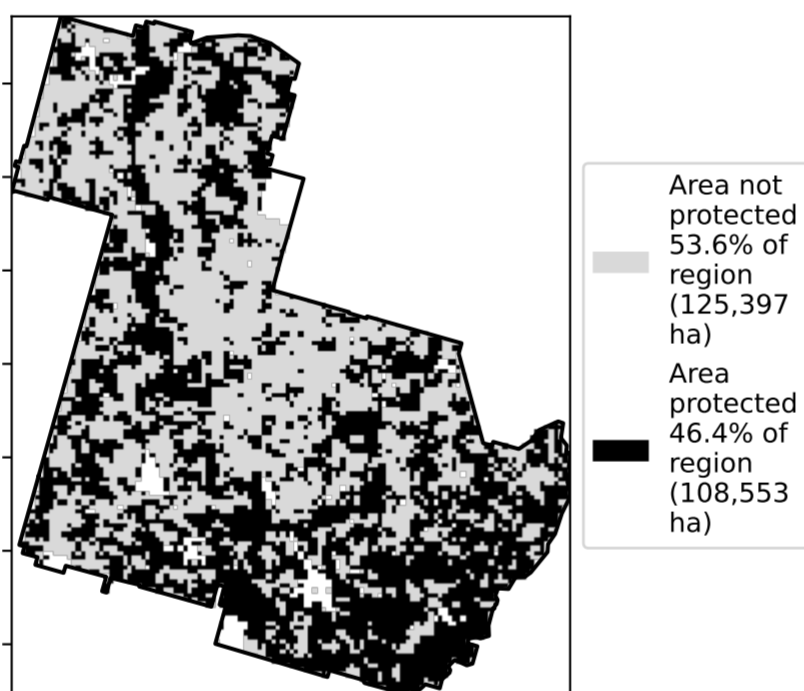 Area not
protected
53.6% of
region
(125,397
ha)
Area
protected
46.4% of
region
(108,553
ha)